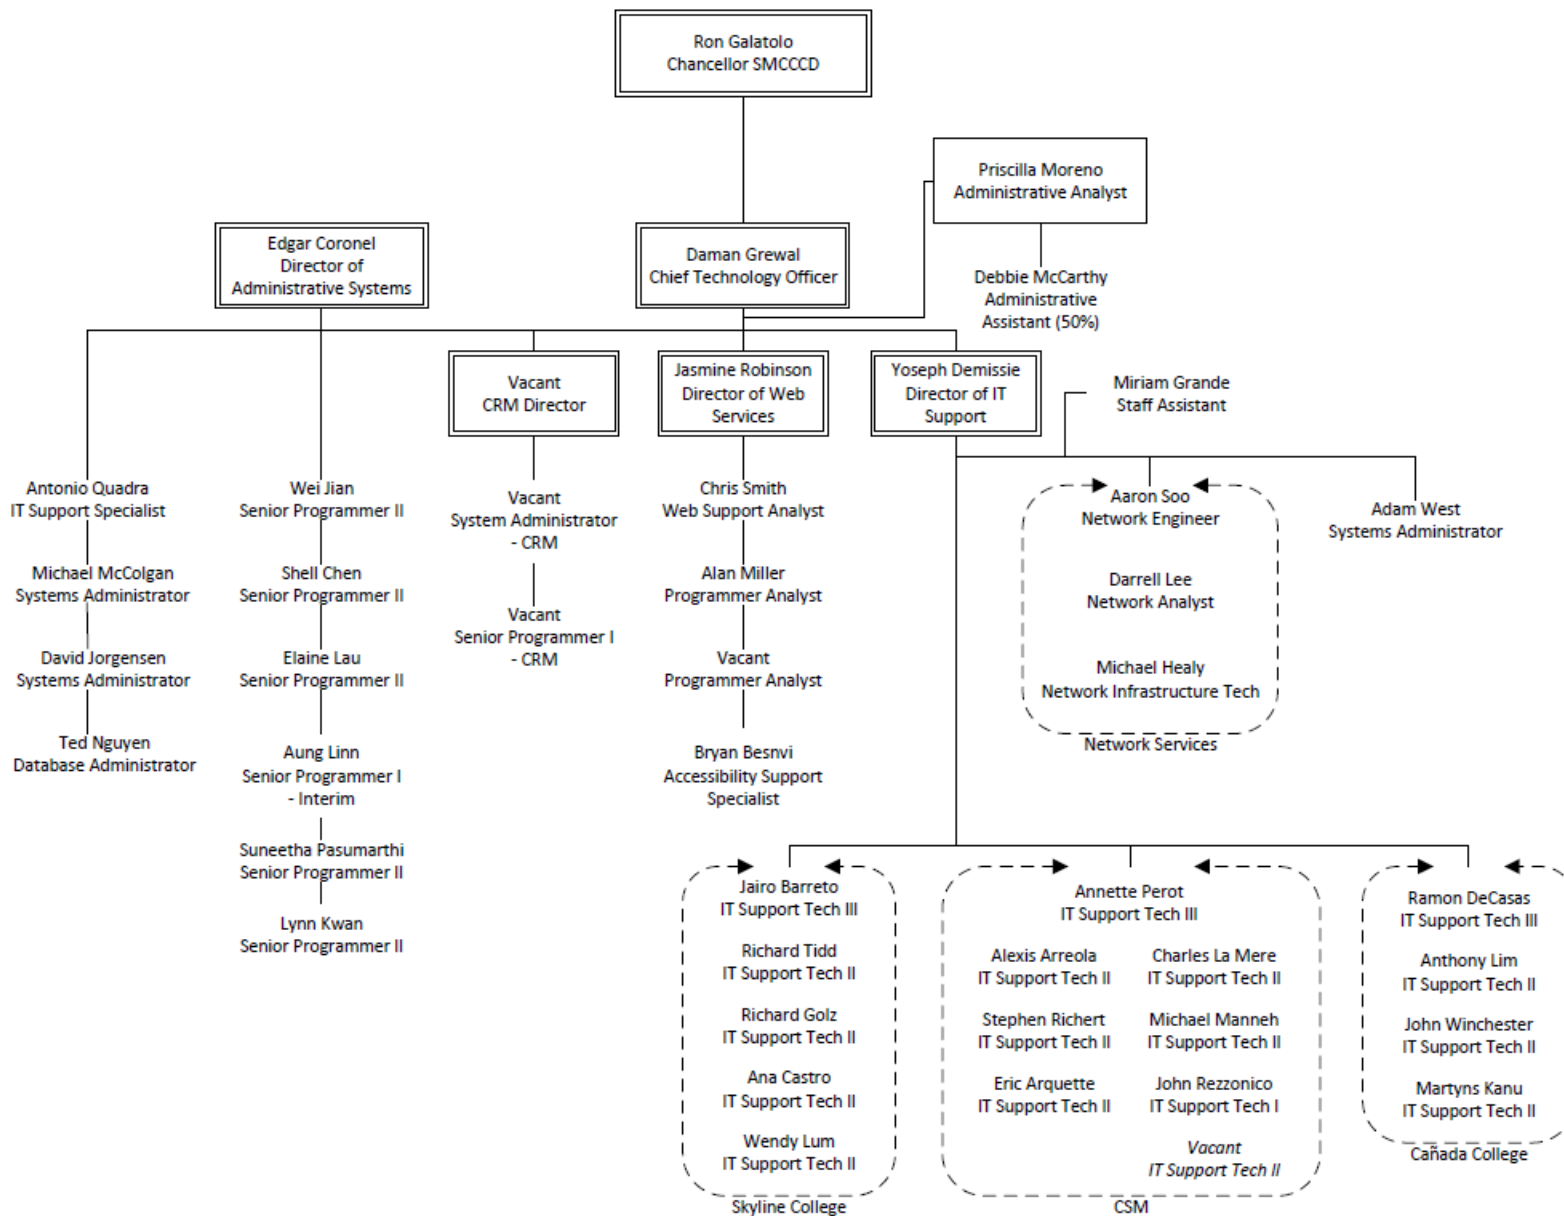 Ron Galatolo
Chancellor SMCCCD
Priscilla Moreno
Administrative Analyst
Debbie McCarthy
Administrative
Assistant (50%)
Edgar Coronel
Director of
Administrative Systems
Daman Grewal
Chief Technology Officer
Vacant
CRM Director
Jasmine Robinson
Director of Web
Services
Yoseph Demissie
Director of IT
Support
Miriam Grande
Staff Assistant
Antonio Quadra
IT Support Specialist
Michael McColgan
Systems Administrator
David Jorgensen
Systems Administrator
Ted Nguyen
Database Administrator
Wei Jian
Senior Programmer II
Shell Chen
Senior Programmer II
Elaine Lau
Senior Programmer II
Aung Linn
Senior Programmer I
- Interim
Suneetha Pasumarthi
Senior Programmer II
Lynn Kwan
Senior Programmer II
Vacant
System Administrator
- CRM
Vacant
Senior Programmer I
- CRM
Chris Smith
Web Support Analyst
Alan Miller
Programmer Analyst
Vacant
Programmer Analyst
Bryan Besnvi
Accessibility Support
Specialist
Aaron Soo
Network Engineer
Darrell Lee
Network Analyst
Michael Healy
Network Infrastructure Tech
Network Services
Adam West
Systems Administrator
Jairo Barreto
IT Support Tech III
Richard Tidd
IT Support Tech II
Richard Golz
IT Support Tech II
Ana Castro
IT Support Tech II
Wendy Lum
IT Support Tech II
Skyline College
Annette Perot
IT Support Tech III
Alexis Arreola
IT Support Tech II
Charles La Mere
IT Support Tech II
Stephen Richert
IT Support Tech II
Michael Manneh
IT Support Tech II
Eric Arquette
IT Support Tech II
John Rezzonico
IT Support Tech I
Vacant
IT Support Tech II
CSM
Ramon DeCasas
IT Support Tech III
Anthony Lim
IT Support Tech II
John Winchester
IT Support Tech II
Martyns Kanu
IT Support Tech II
Cañada College